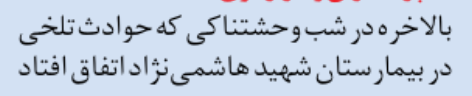 بالاخره در شب وحشتناکی که حوادث تلخی
در بیمارستان شهید هاشمی‌نژاد اتفاق افتاد